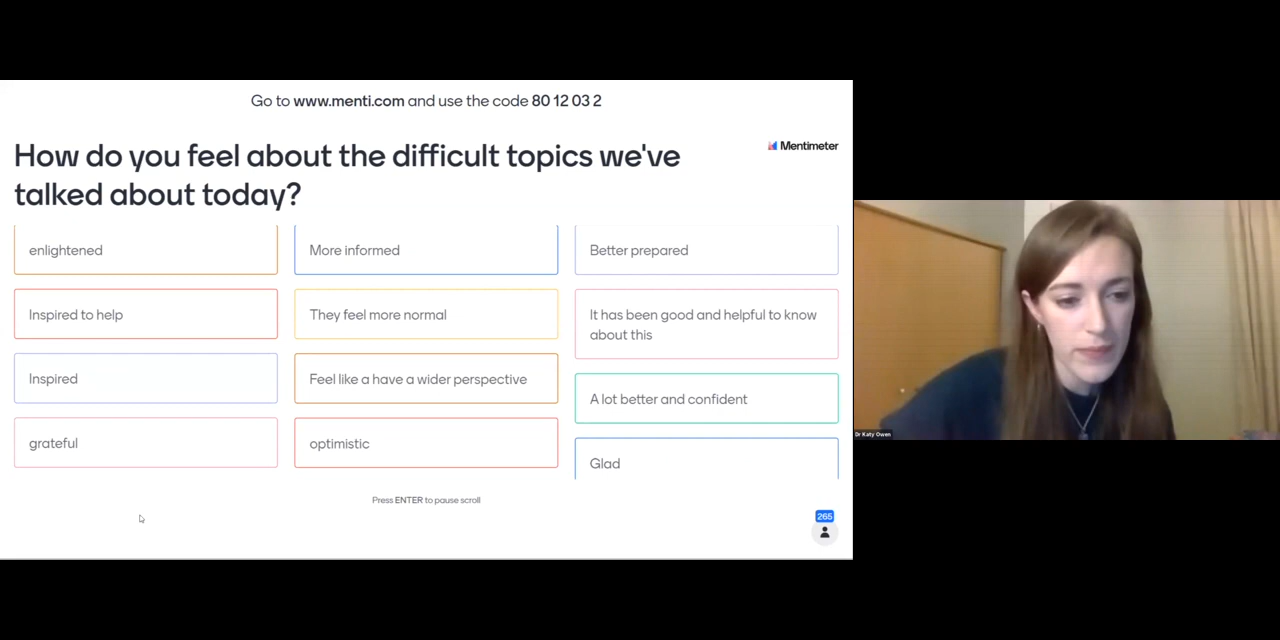 Go to www.menti.com and use the code 80 12 03 2
Mentimeter
How do you feel about the difficult topics we've
talked about today?
enlightened
More informed
Better prepared
Inspired to help
They feel more normal
It has been good and helpful to know
about this
Inspired
Feel like a have a wider perspective
A lot better and confident
grateful
optimistic
Glad
Press ENTER to pause scroll
265
Dr Katy Owen